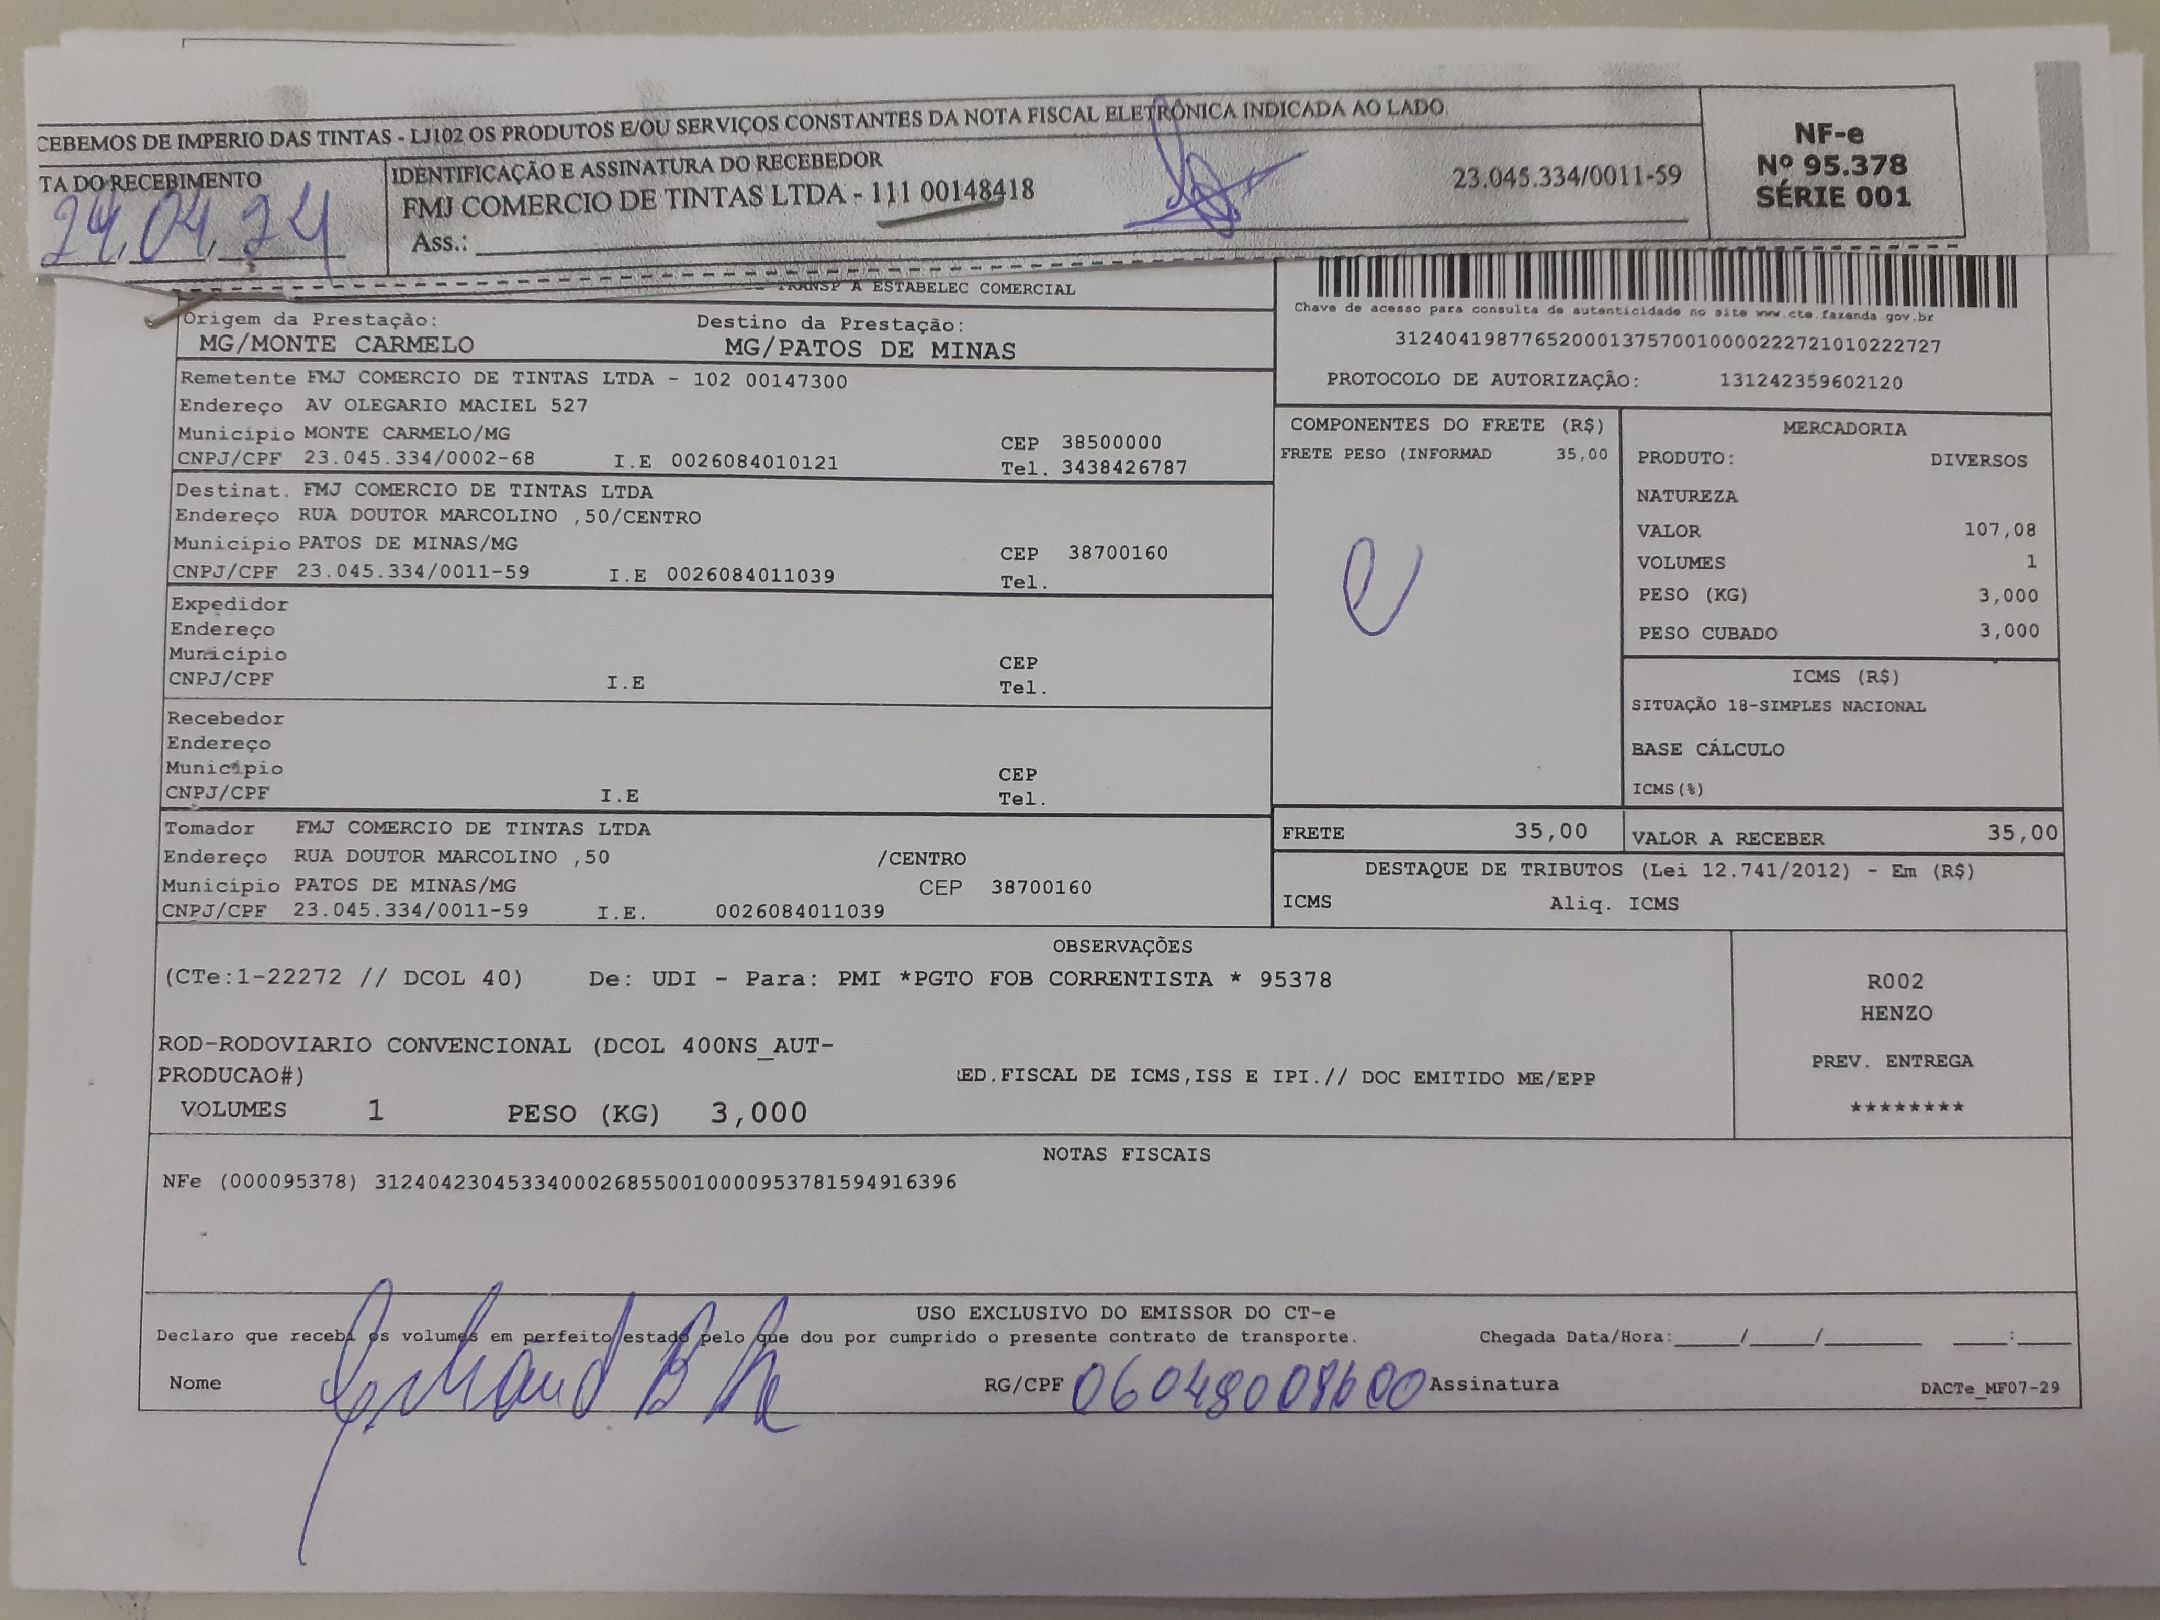 CEBEMOS DE IMPERIO DAS TINTAS - LJ102 OS PRODUTOS E/OU SERVIÇOS CONSTANTES DA NOTA FISCAL ELETRÔNICA INDICADA AO LADO
TA DO RECEBIMENTO
24.04.24
IDENTIFICAÇÃO E ASSINATURA DO RECEBEDOR
FMJ COMERCIO DE TINTAS LTDA - 111 00148418
23.045.334/0011-59
Ass.:
NF-e
Nº 95.378
SÉRIE 001
TRANSP A ESTABELEC COMERCIAL
Origem da Prestação: Destino da Prestação:
MG/MONTE CARMELO MG/PATOS DE MINAS
Chave de acesso para consulta de autenticidade no site www.cte.fazenda.gov.br
31240419877652000137570010000222721010222727
PROTOCOLO DE AUTORIZAÇÃO: 131242359602120
Remetente FMJ COMERCIO DE TINTAS LTDA - 102 00147300
Endereço AV OLEGARIO MACIEL 527
Município MONTE CARMELO/MG CEP 38500000
CNPJ/CPF 23.045.334/0002-68 I.E 0026084010121 Tel. 3438426787
Destinat. FMJ COMERCIO DE TINTAS LTDA
Endereço RUA DOUTOR MARCOLINO ,50/CENTRO
Município PATOS DE MINAS/MG CEP 38700160
CNPJ/CPF 23.045.334/0011-59 I.E 0026084011039 Tel.
Expedidor
Endereço
Município CEP
CNPJ/CPF I.E Tel.
Recebedor
Endereço
Município CEP
CNPJ/CPF I.E Tel.
Tomador FMJ COMERCIO DE TINTAS LTDA
Endereço RUA DOUTOR MARCOLINO ,50 /CENTRO
Município PATOS DE MINAS/MG CEP 38700160
CNPJ/CPF 23.045.334/0011-59 I.E. 0026084011039
COMPONENTES DO FRETE (R$)
FRETE PESO (INFORMAD 35,00
MERCADORIA
PRODUTO: DIVERSOS
NATUREZA
VALOR 107,08
VOLUMES 1
PESO (KG) 3,000
PESO CUBADO 3,000
ICMS (R$)
SITUAÇÃO 18-SIMPLES NACIONAL
BASE CÁLCULO
ICMS(%)
FRETE 35,00 VALOR A RECEBER 35,00
DESTAQUE DE TRIBUTOS (Lei 12.741/2012) - Em (R$)
ICMS Aliq. ICMS
OBSERVAÇÕES
(CTe:1-22272 // DCOL 40) De: UDI - Para: PMI *PGTO FOB CORRENTISTA * 95378
ROD-RODOVIARIO CONVENCIONAL (DCOL 400NS_AUT-
PRODUCAO#) ED.FISCAL DE ICMS,ISS E IPI.// DOC EMITIDO ME/EPP
VOLUMES 1 PESO (KG) 3,000
R002
HENZO
PREV. ENTREGA
********
NOTAS FISCAIS
NFe (000095378) 31240423045334000268550010000953781594916396
USO EXCLUSIVO DO EMISSOR DO CT-e
Declaro que recebi os volumes em perfeito estado pelo que dou por cumprido o presente contrato de transporte. Chegada Data/Hora:_____/_____/_______ ____:____
Nome RG/CPF 06048008600 Assinatura DACTe_MF07-29